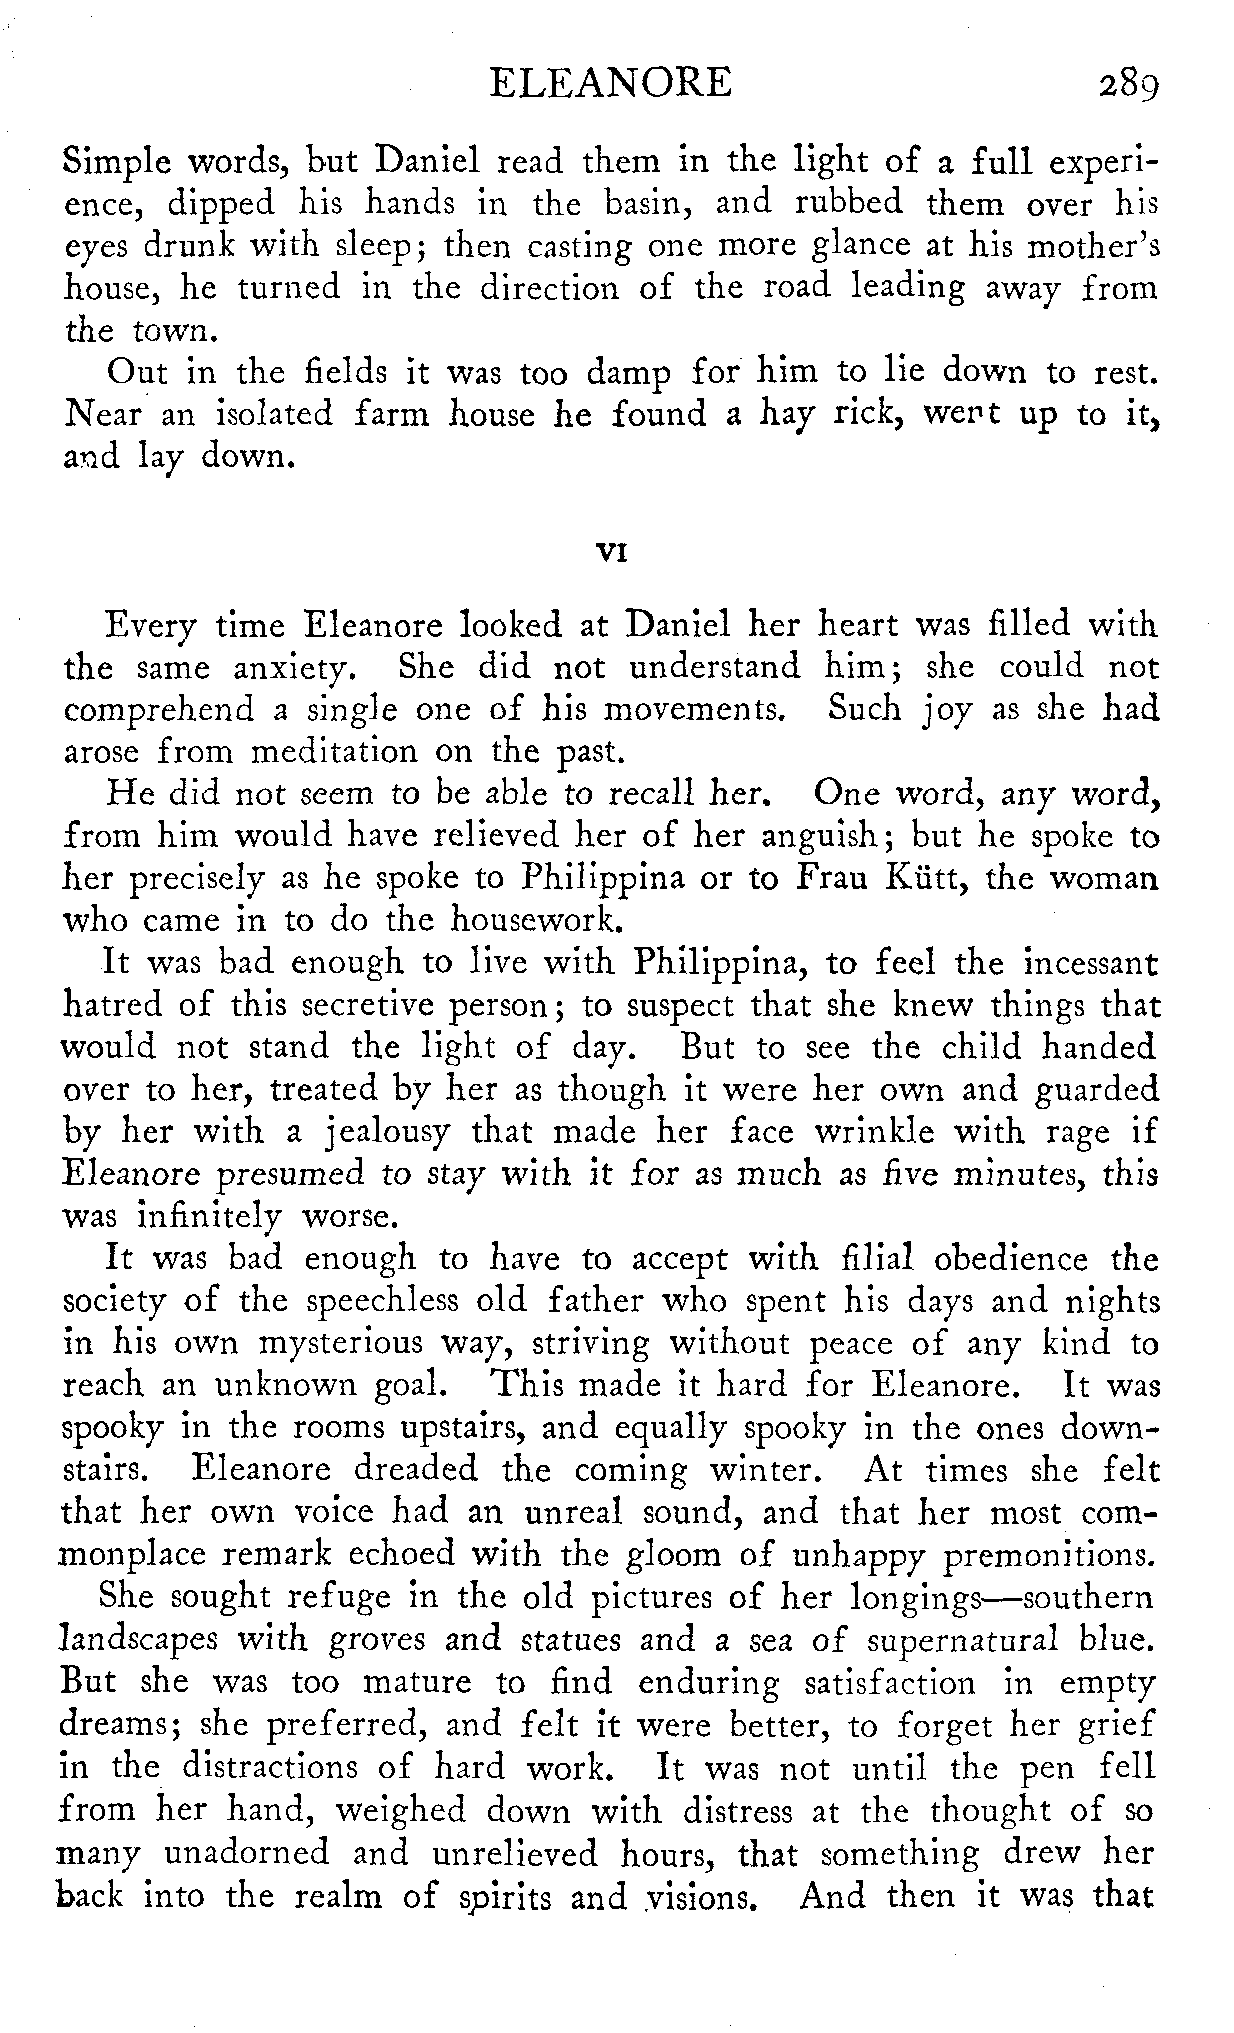 ELEANORE 289
Simple words, but Daniel read them in the light of a full experi-
ence, dipped his hands in the basin, and rubbed them over his
eyes drunk with sleep; then casting one more glance at his mother's
house, he turned in the direction of the road leading away from
the town.
Out in the fields it was too damp for him to lie down to rest.
Near an isolated farm house he found a hay rick, went up to it,
and lay down.
VI
Every time Eleanore looked at Daniel her heart was filled with
the same anxiety. She did not understand him; she could not
comprehend a single one of his movements. Such joy as she had
arose from meditation on the past.
He did not seem to be able to recall her. One word, any word,
from him would have relieved her of her anguish; but he spoke to
her precisely as he spoke to Philippina or to Frau Kütt, the woman
who came in to do the housework.
It was bad enough to live with Philippina, to feel the incessant
hatred of this secretive person; to suspect that she knew things that
would not stand the light of day. But to see the child handed
over to her, treated by her as though it were her own and guarded
by her with a jealousy that made her face wrinkle with rage if
Eleanore presumed to stay with it for as much as five minutes, this
was infinitely worse.
It was bad enough to have to accept with filial obedience the
society of the speechless old father who spent his days and nights
in his own mysterious way, striving without peace of any kind to
reach an unknown goal. This made it hard for Eleanore. It was
spooky in the rooms upstairs, and equally spooky in the ones down-
stairs. Eleanore dreaded the coming winter. At times she felt
that her own voice had an unreal sound, and that her most com-
monplace remark echoed with the gloom of unhappy premonitions.
She sought refuge in the old pictures of her longings—southern
landscapes with groves and statues and a sea of supernatural blue.
But she was too mature to find enduring satisfaction in empty
dreams; she preferred, and felt it were better, to forget her grief
in the distractions of hard work. It was not until the pen fell
from her hand, weighed down with distress at the thought of so
many unadorned and unrelieved hours, that something drew her
back into the realm of spirits and visions. And then it was that